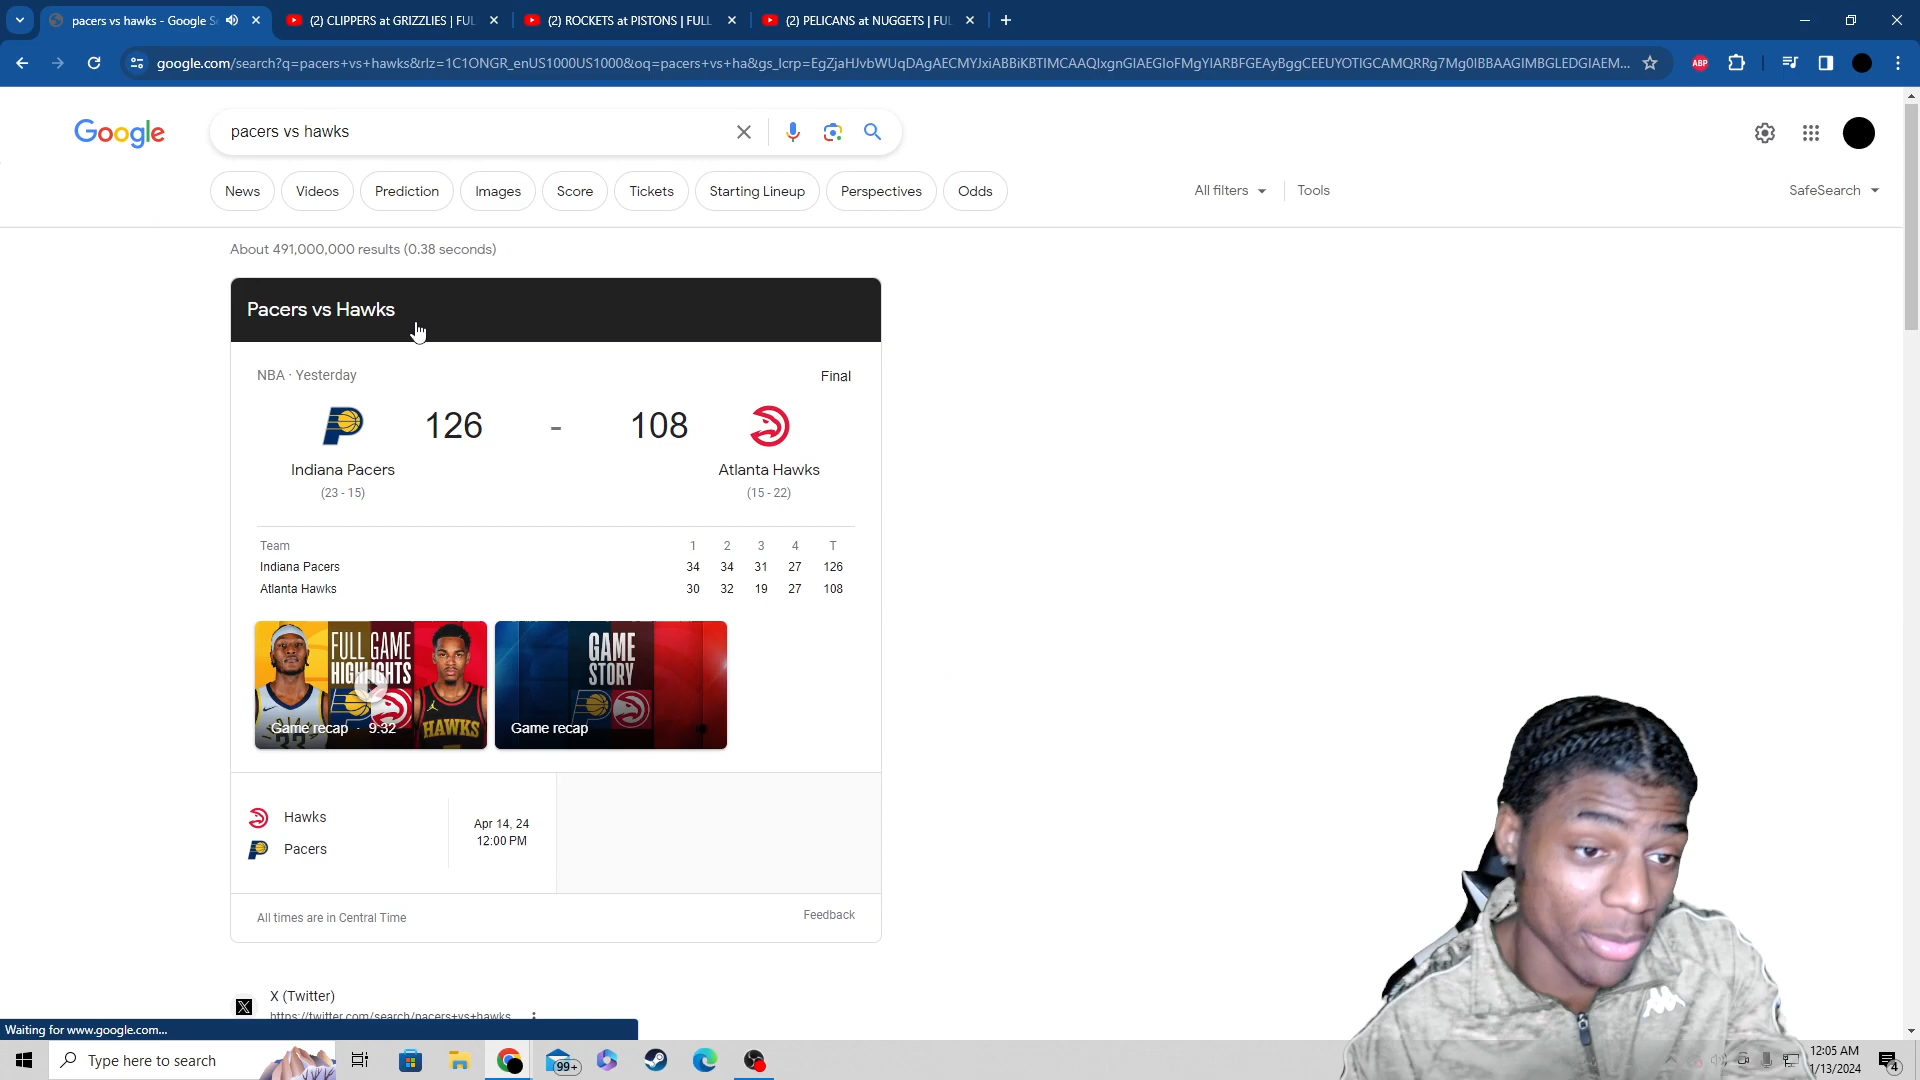 pacers vs hawks - Google S
(2) CLIPPERS at GRIZZLIES | FUL
(2) ROCKETS at PISTONS | FULL
(2) PELICANS at NUGGETS | FUL
google.com/search?q=pacers+vs+hawks&rlz=1C1ONGR_enUS1000US1000&oq=pacers+vs+ha&gs_lcrp=EgZjaHJvbWUqDAgAECMYJxiABBiKBTIMCAAQIxgnGIAEGIoFMgYIARBFGEAyBggCEEUYOTIGCAMQRRg7Mg0IBBAAGIMBGLEDGIAEM...
ABP
Google
pacers vs hawks
News
Videos
Prediction
Images
Score
Tickets
Starting Lineup
Perspectives
Odds
All filters
Tools
SafeSearch
About 491,000,000 results (0.38 seconds)
Pacers vs Hawks
NBA · Yesterday
Final
126 - 108
Indiana Pacers
Atlanta Hawks
(23 - 15)
(15 - 22)
Team 1 2 3 4 T
Indiana Pacers 34 34 31 27 126
Atlanta Hawks 30 32 19 27 108
FULL GAME
HIGHLIGHTS
HAWKS
Game recap · 9:32
GAME
STORY
Game recap
Hawks
Pacers
Apr 14, 24
12:00 PM
All times are in Central Time
Feedback
X (Twitter)
https://twitter.com/search/pacers+vs+hawks
Waiting for www.google.com...
Type here to search
99+
12:05 AM
1/13/2024
4